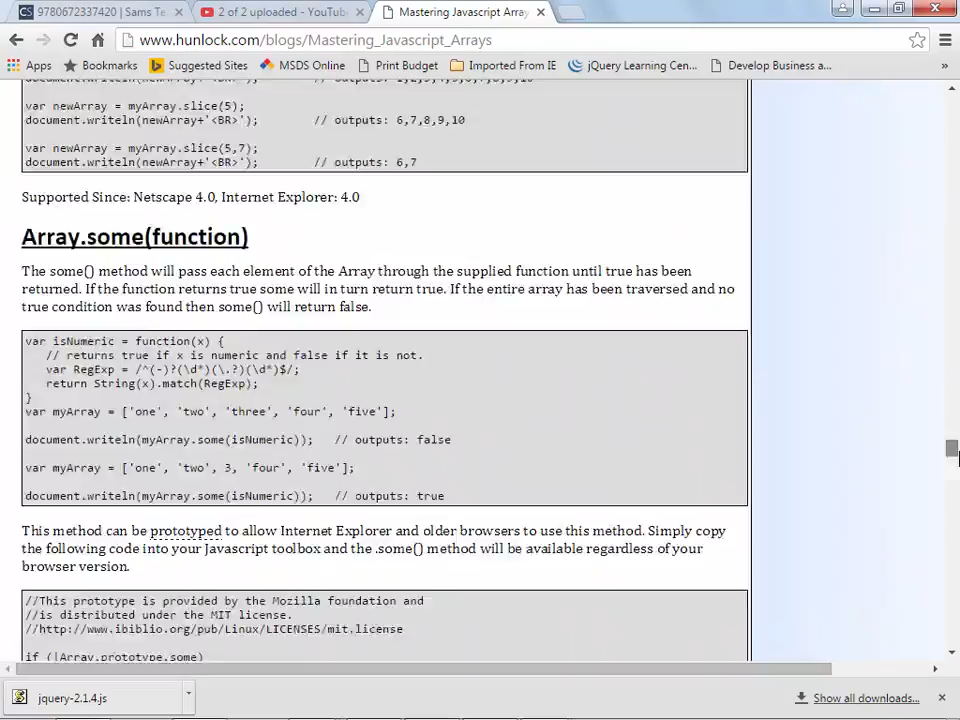 9780672337420 | Sams Te
2 of 2 uploaded - YouTube
Mastering Javascript Array
www.hunlock.com/blogs/Mastering_Javascript_Arrays
Apps
Bookmarks
Suggested Sites
MSDS Online
Print Budget
Imported From IE
jQuery Learning Cen...
Develop Business a...
»
var newArray = myArray.slice(5);
document.writeln(newArray+'<BR>'); // outputs: 6,7,8,9,10
var newArray = myArray.slice(5,7);
document.writeln(newArray+'<BR>'); // outputs: 6,7
Supported Since: Netscape 4.0, Internet Explorer: 4.0
Array.some(function)
The some() method will pass each element of the Array through the supplied function until true has been
returned. If the function returns true some will in turn return true. If the entire array has been traversed and no
true condition was found then some() will return false.
var isNumeric = function(x) {
// returns true if x is numeric and false if it is not.
var RegExp = /^(-)?(\d*)(\.?)(\d*)$/;
return String(x).match(RegExp);
}
var myArray = ['one', 'two', 'three', 'four', 'five'];
document.writeln(myArray.some(isNumeric)); // outputs: false
var myArray = ['one', 'two', 3, 'four', 'five'];
document.writeln(myArray.some(isNumeric)); // outputs: true
This method can be prototyped to allow Internet Explorer and older browsers to use this method. Simply copy
the following code into your Javascript toolbox and the .some() method will be available regardless of your
browser version.
//This prototype is provided by the Mozilla foundation and
//is distributed under the MIT license.
//http://www.ibiblio.org/pub/Linux/LICENSES/mit.license
if (!Array.prototype.some)
jquery-2.1.4.js
Show all downloads...